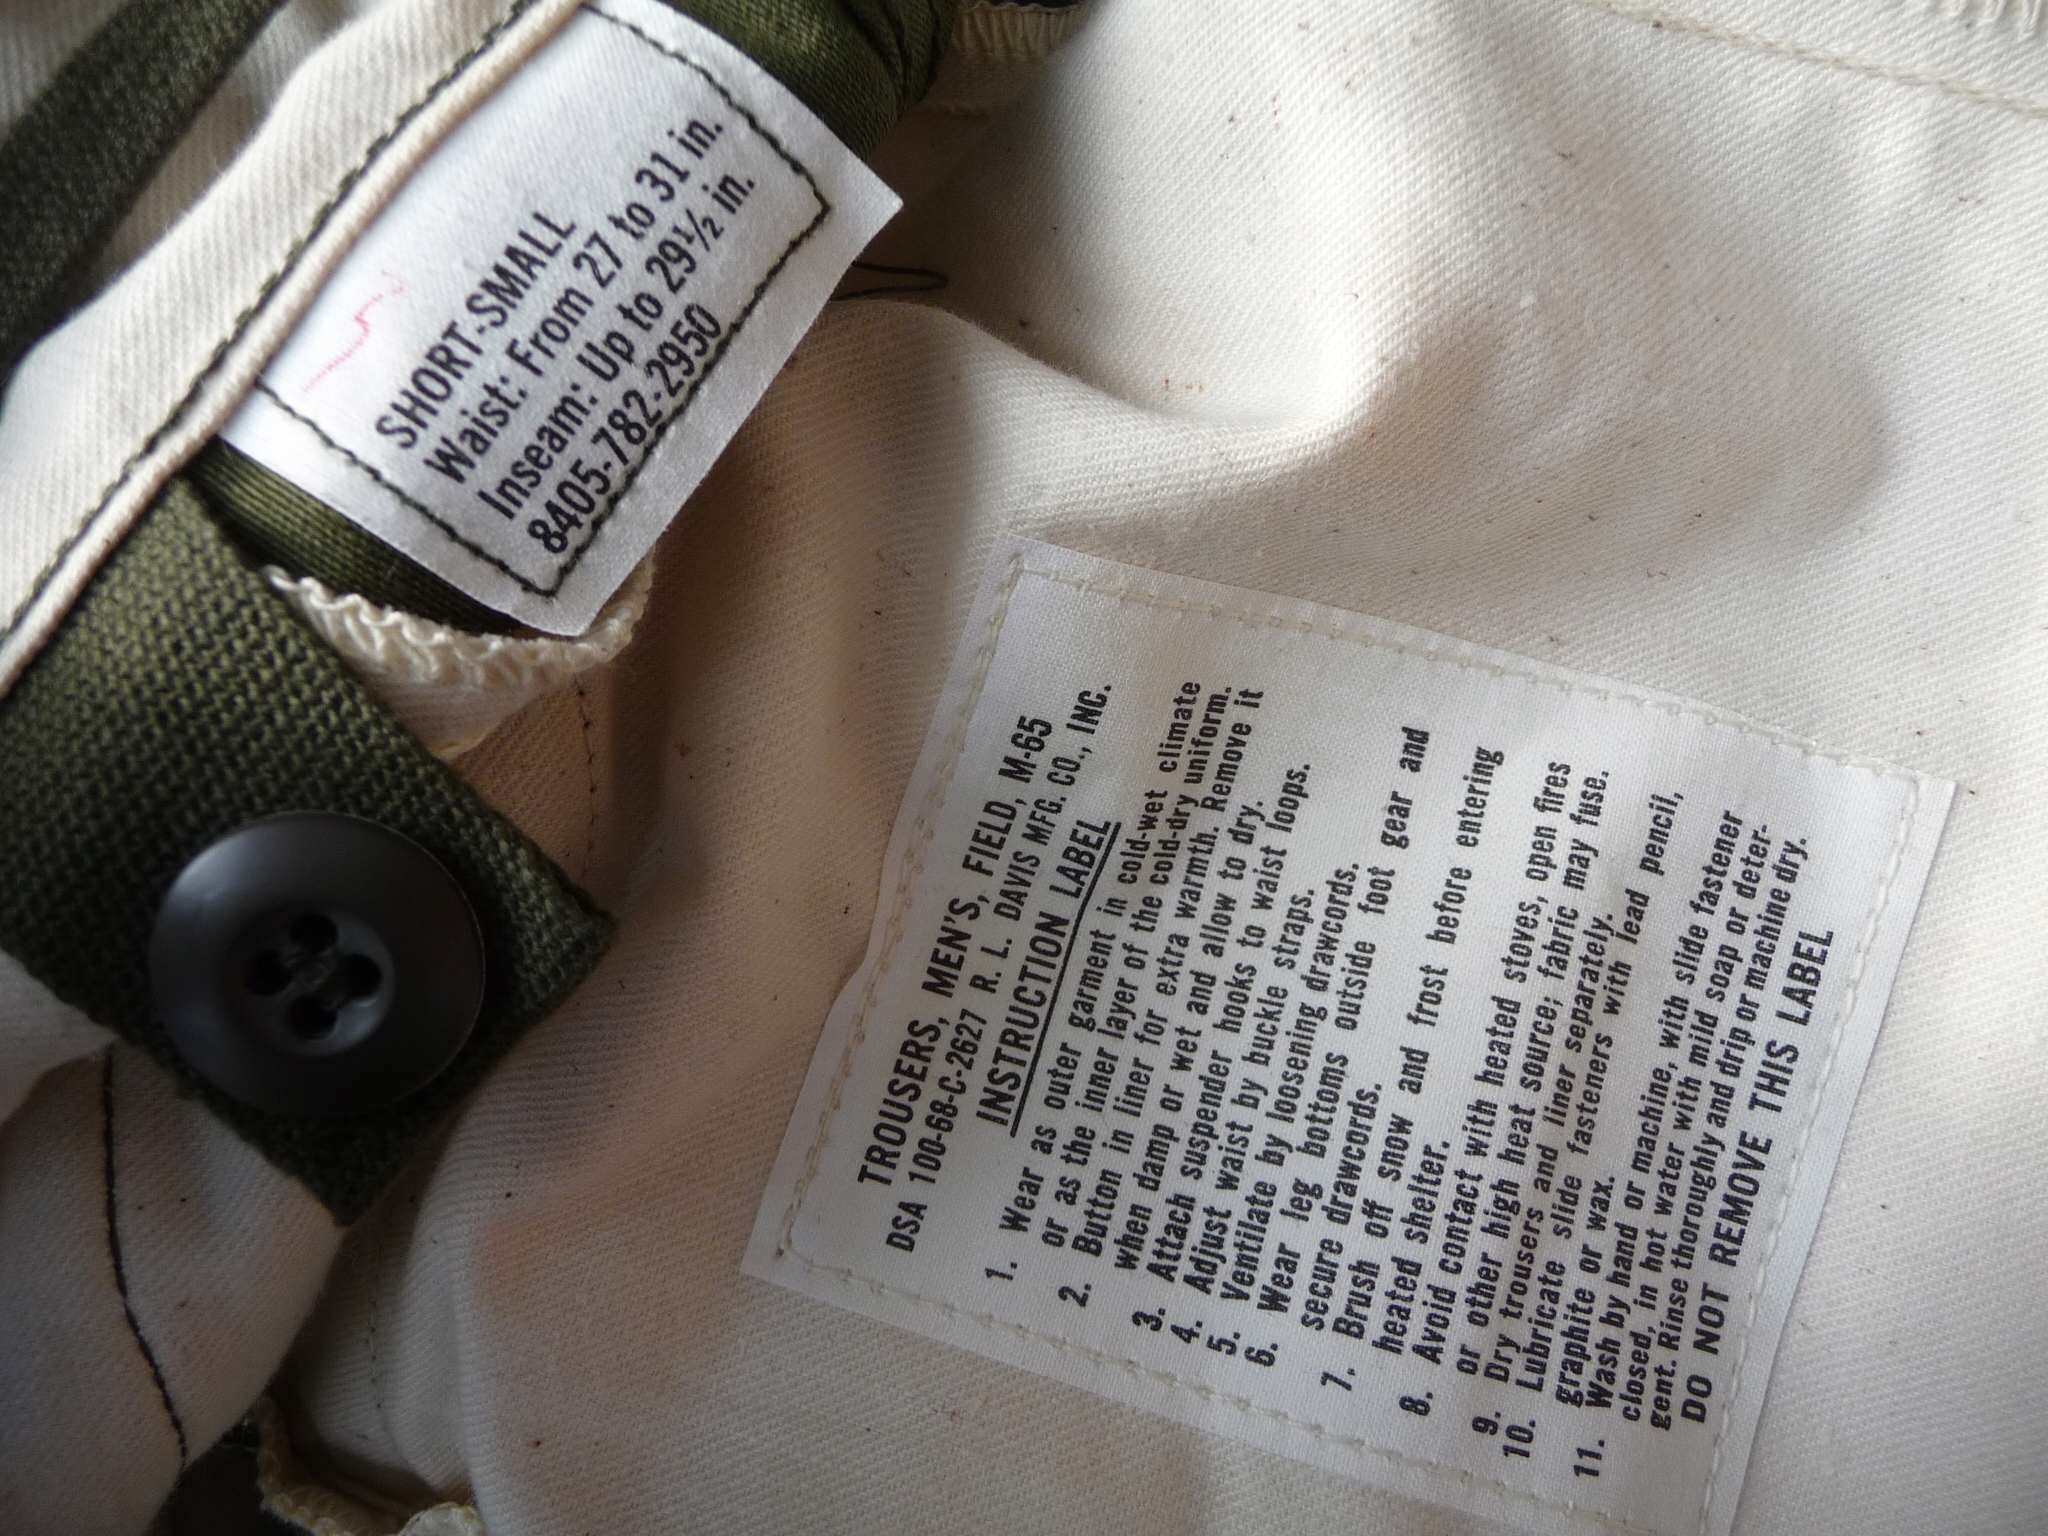 SHORT-SMALL
Waist: From 27 to 31 in.
Inseam: Up to 29½ in.
8405-782-2950
TROUSERS, MEN'S, FIELD, M-65
DSA 100-68-C-2627 R. L. DAVIS MFG. CO., INC.
INSTRUCTION LABEL
1. Wear as outer garment in cold-wet climate
or as the inner layer of the cold-dry uniform.
2. Button in liner for extra warmth. Remove it
when damp or wet and allow to dry.
3. Attach suspender hooks to waist loops.
4. Adjust waist by buckle straps.
5. Ventilate by loosening drawcords.
6. Wear leg bottoms outside foot gear and
secure drawcords.
7. Brush off snow and frost before entering
heated shelter.
8. Avoid contact with heated stoves, open fires
or other high heat source; fabric may fuse.
9. Dry trousers and liner separately.
10. Lubricate slide fasteners with lead pencil,
graphite or wax.
11. Wash by hand or machine, with slide fastener
closed, in hot water with mild soap or deter-
gent. Rinse thoroughly and drip or machine dry.
DO NOT REMOVE THIS LABEL